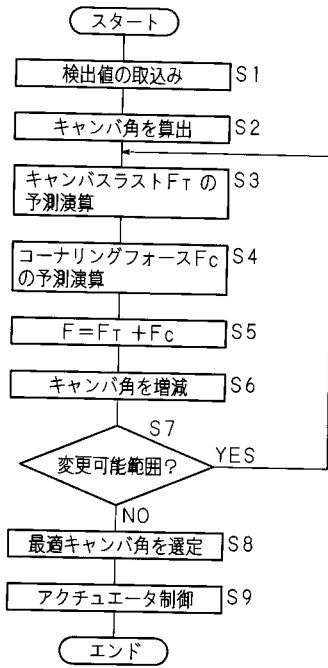 スタート
検出値の取込み S1
キャンバ角を算出 S2
キャンバスラストFTの S3
予測演算
コーナリングフォースFC S4
の予測演算
F=FT+FC S5
キャンバ角を増減 S6
S7
変更可能範囲? YES
NO
最適キャンバ角を選定 S8
アクチュエータ制御 S9
エンド